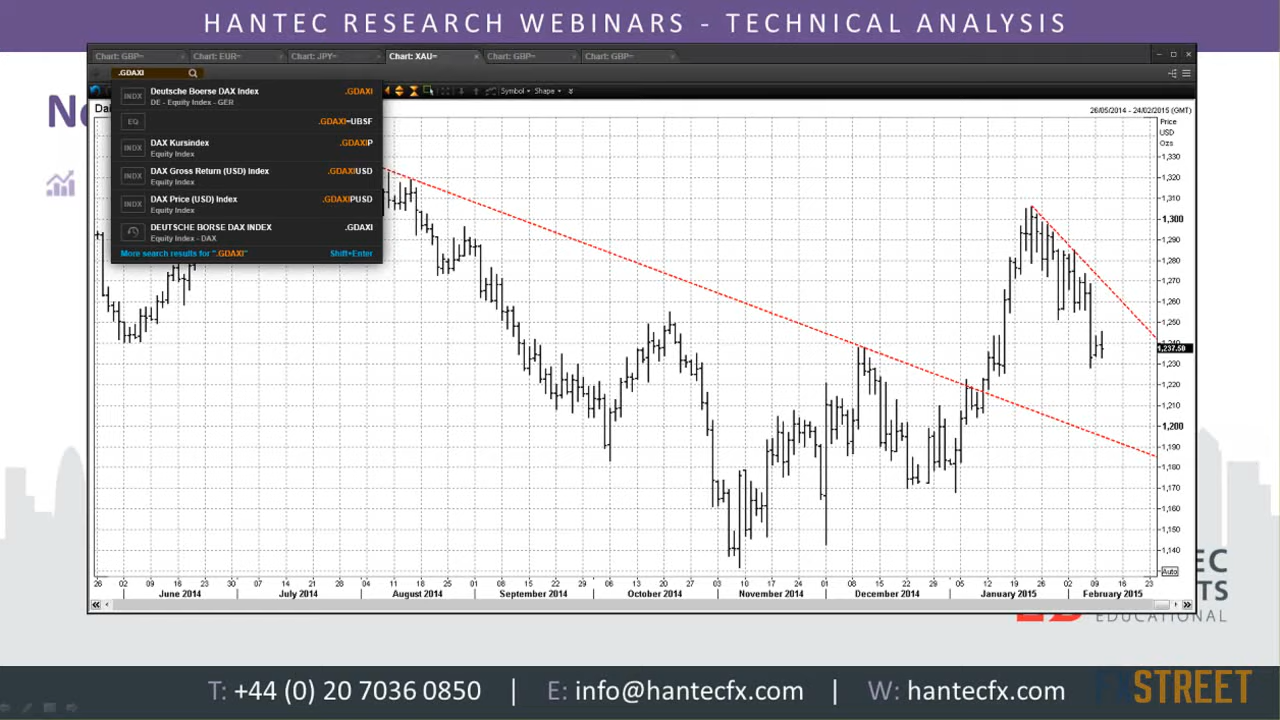 HANTEC RESEARCH WEBINARS - TECHNICAL ANALYSIS
Chart: GBP= Chart: EUR= Chart: JPY= Chart: XAU= Chart: GBP= Chart: GBP=
.GDAXI
INDX Deutsche Boerse DAX Index .GDAXI
DE - Equity Index - GER
EQ .GDAXI=UBSF
INDX DAX Kursindex .GDAXIP
Equity Index
INDX DAX Gross Return (USD) Index .GDAXIUSD
Equity Index
INDX DAX Price (USD) Index .GDAXIPUSD
Equity Index
DEUTSCHE BORSE DAX INDEX .GDAXI
Equity Index - DAX
More search results for ".GDAXI" Shift+Enter
Symbol Shape
26/05/2014 - 24/02/2015 (GMT)
Price
USD
Ozs
1,330
1,320
1,310
1,300
1,290
1,280
1,270
1,260
1,250
1,240
1,237.50
1,230
1,220
1,210
1,200
1,190
1,180
1,170
1,160
1,150
1,140
Auto
26 02 09 16 23 30 07 14 21 28 04 11 18 25 01 08 15 22 29 06 13 20 27 03 10 17 24 01 08 15 22 29 05 12 19 26 02 09 16 23
June 2014 July 2014 August 2014 September 2014 October 2014 November 2014 December 2014 January 2015 February 2015
EDUCATIONAL
T: +44 (0) 20 7036 0850 | E: info@hantecfx.com | W: hantecfx.com
FXSTREET